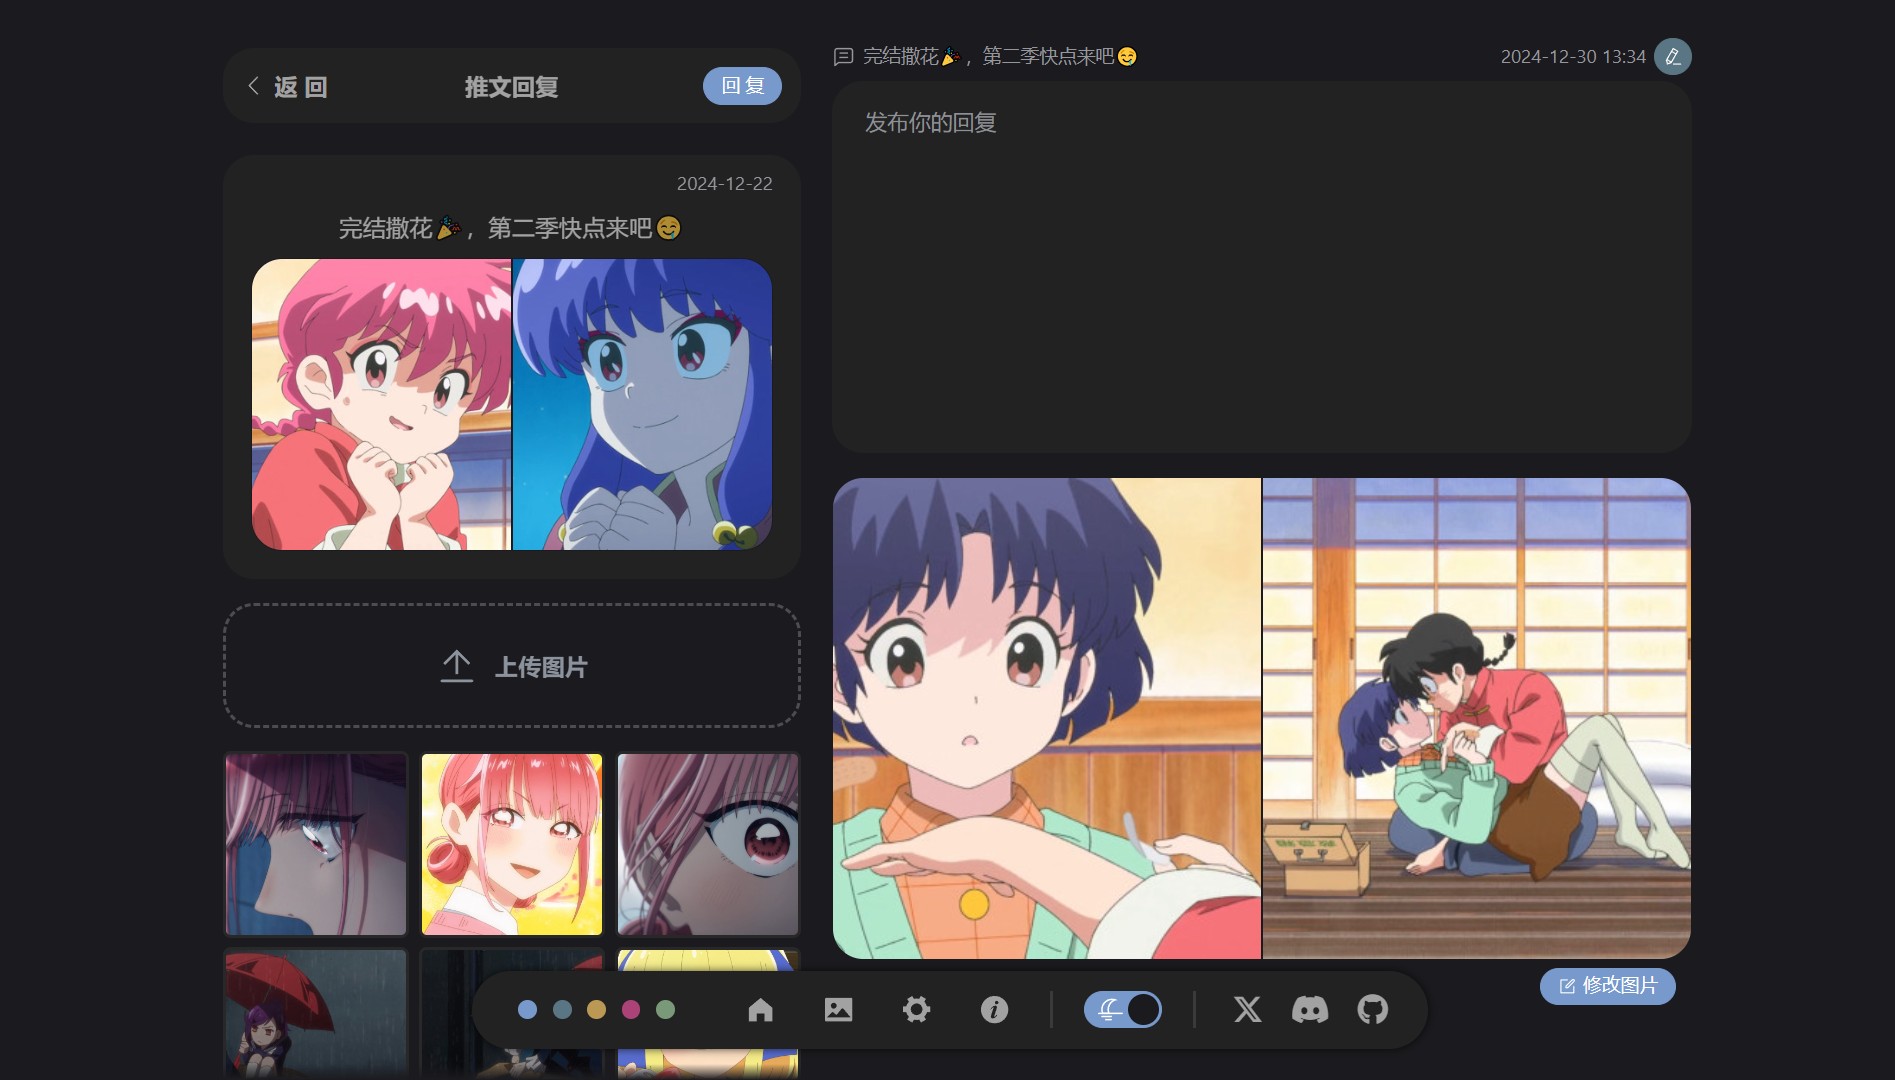 返 回
推文回复
回 复
2024-12-22
完结撒花🎉，第二季快点来吧😋
上传图片
完结撒花🎉，第二季快点来吧😋
2024-12-30 13:34
发布你的回复
修改图片